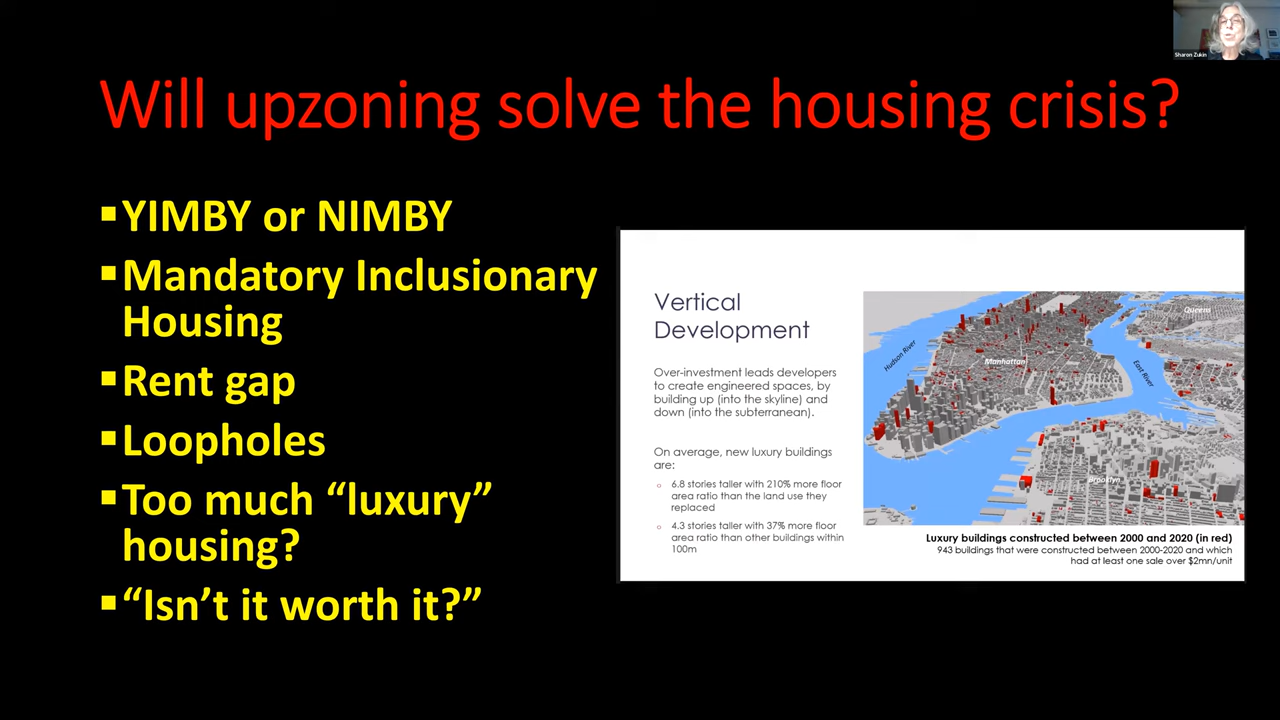 Sharon Zukin
Will upzoning solve the housing crisis?
▪YIMBY or NIMBY
▪Mandatory Inclusionary
Housing
▪Rent gap
▪Loopholes
▪Too much “luxury”
housing?
▪“Isn’t it worth it?”
Vertical
Development
Over-investment leads developers
to create engineered spaces, by
building up (into the skyline) and
down (into the subterranean).
On average, new luxury buildings
are:
○ 6.8 stories taller with 210% more floor
area ratio than the land use they
replaced
○ 4.3 stories taller with 37% more floor
area ratio than other buildings within
100m
Hudson River
Manhattan
East River
Queens
Brooklyn
Luxury buildings constructed between 2000 and 2020 (in red)
943 buildings that were constructed between 2000-2020 and which
had at least one sale over $2mn/unit